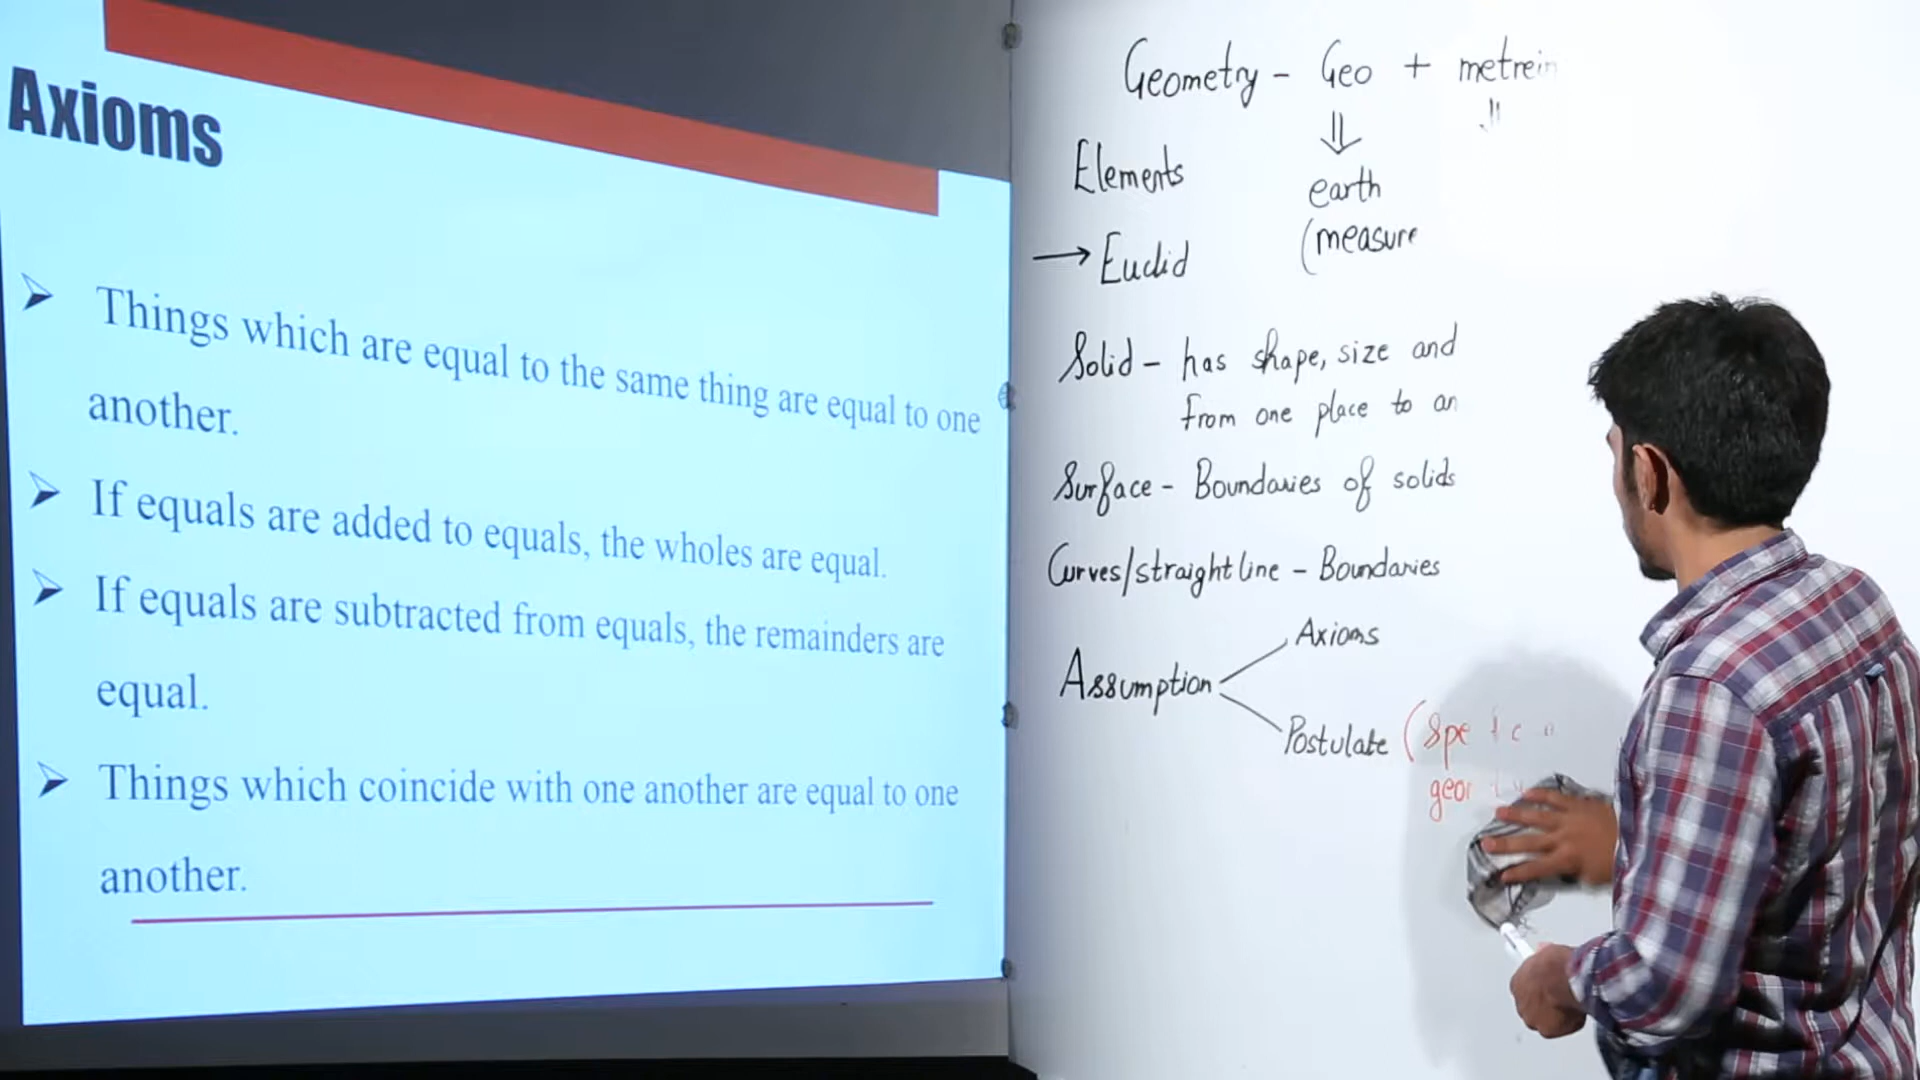 Axioms
Things which are equal to the same thing are equal to one
another.
If equals are added to equals, the wholes are equal.
If equals are subtracted from equals, the remainders are
equal.
Things which coincide with one another are equal to one
another.
Geometry - Geo + metrein
Elements
earth
(measure
→ Euclid
Solid - has shape, size and
from one place to an
Surface - Boundaries of solids
Curves/straight line - Boundaries
Assumption
Axioms
Postulate (